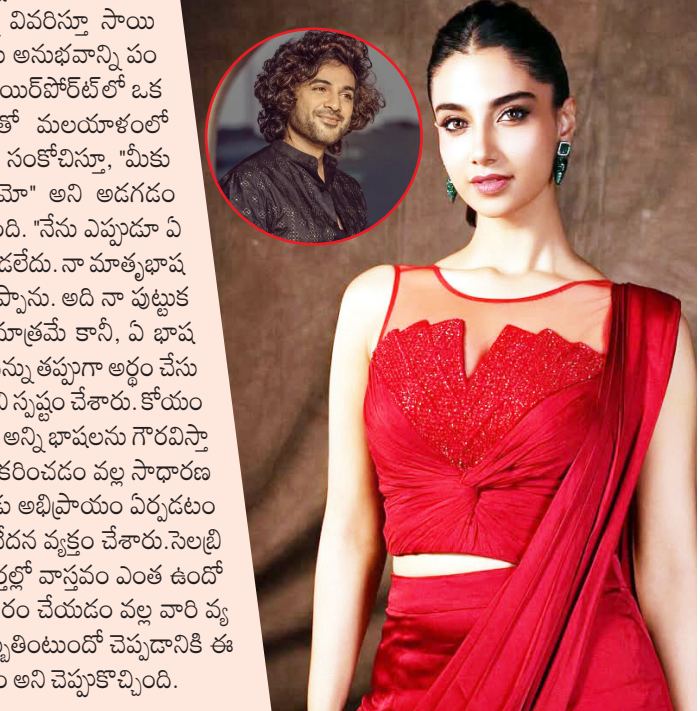 వివరిస్తూ సాయి
అనుభవాన్ని పం
యిర్‌పోర్ట్‌లో ఒక
తో మలయాళంలో
సంకోచిస్తూ, "మీకు
మో" అని అడగడం
ంది. "నేను ఎప్పుడూ ఏ
డలేదు. నా మాతృభాష
ప్పాను. అది నా పుట్టుక
మాత్రమే కానీ, ఏ భాష
న్ను తప్పుగా అర్థం చేసు
ని స్పష్టం చేశారు. కోయం
అన్ని భాషలను గౌరవిస్తా
కరించడం వల్ల సాధారణ
డు అభిప్రాయం ఏర్పడటం
వేదన వ్యక్తం చేశారు.సెలబ్రి
ర్తల్లో వాస్తవం ఎంత ఉందో
రం చేయడం వల్ల వారి వ్య
బ్బతింటుందో చెప్పడానికి ఈ
ం అని చెప్పుకొచ్చింది.